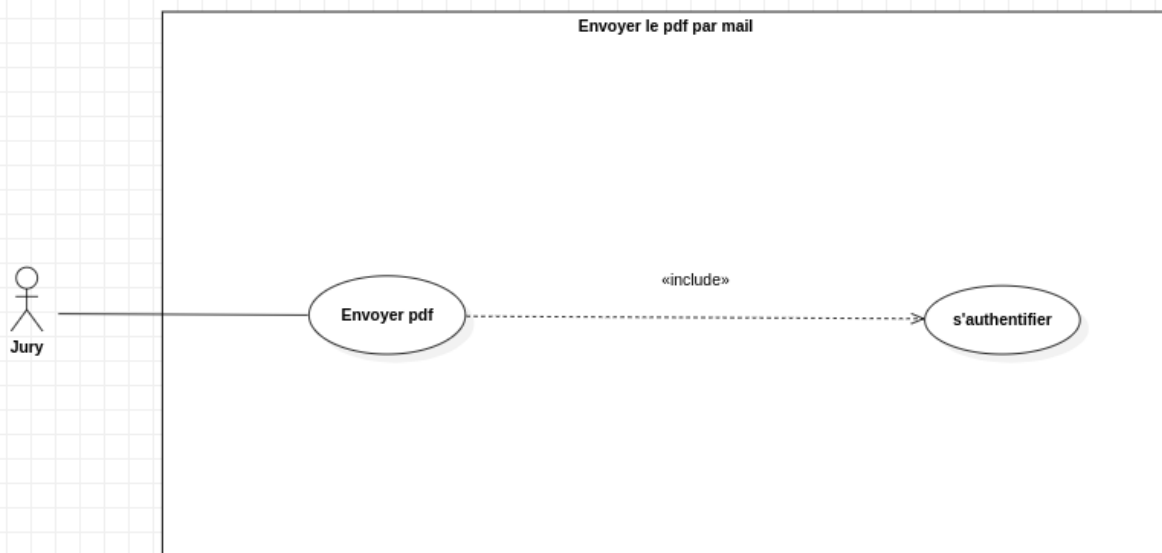 Envoyer le pdf par mail
«include»
Envoyer pdf
s'authentifier
Jury